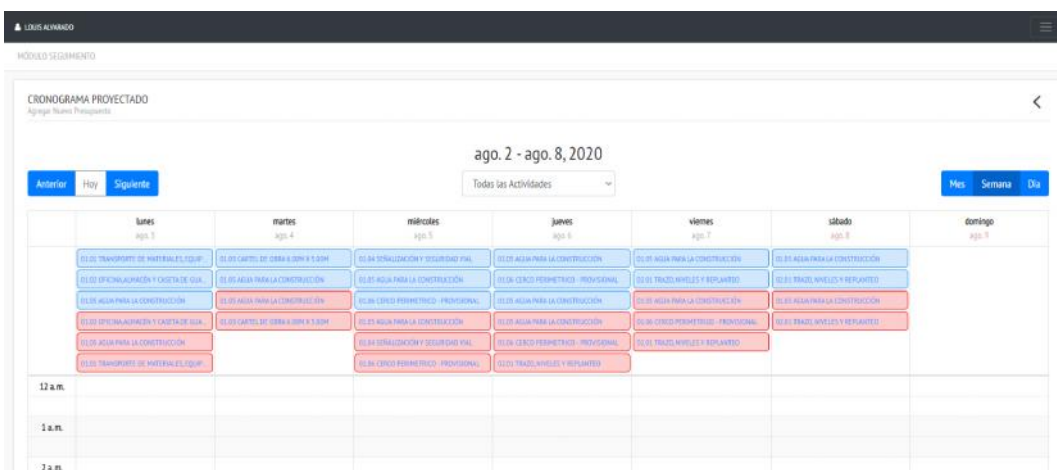 LOUIS ALVARADO
MÓDULO SEGUIMIENTO
CRONOGRAMA PROYECTADO
Agregar Nuevo Presupuesto
ago. 2 - ago. 8, 2020
Anterior Hoy Siguiente Todas las Actividades Mes Semana Día
lunes martes miércoles jueves viernes sábado domingo
ago. 3 ago. 4 ago. 5 ago. 6 ago. 7 ago. 8 ago. 9
01.01 TRANSPORTE DE MATERIALES, EQUIP... 01.03 CARTEL DE OBRA 01.04 SEÑALIZACIÓN Y SEGURIDAD VIAL 01.05 AGUA PARA LA CONSTRUCCIÓN 01.05 AGUA PARA LA CONSTRUCCIÓN 01.05 AGUA PARA LA CONSTRUCCIÓN
01.02 OFICINA, ALMACÉN Y CASETA DE GUA... 01.05 AGUA PARA LA CONSTRUCCIÓN 01.05 AGUA PARA LA CONSTRUCCIÓN 01.06 CERCO PERIMETRICO - PROVISIONAL 02.01 TRAZO, NIVELES Y REPLANTEO 02.01 TRAZO, NIVELES Y REPLANTEO
01.05 AGUA PARA LA CONSTRUCCIÓN 01.05 AGUA PARA LA CONSTRUCCIÓN 01.06 CERCO PERIMETRICO - PROVISIONAL 01.05 AGUA PARA LA CONSTRUCCIÓN 01.05 AGUA PARA LA CONSTRUCCIÓN
01.02 OFICINA, ALMACÉN Y CASETA DE GUA... 01.03 CARTEL DE OBRA 01.05 AGUA PARA LA CONSTRUCCIÓN 01.05 AGUA PARA LA CONSTRUCCIÓN 01.06 CERCO PERIMETRICO - PROVISIONAL TRAZO, NIVELES Y REPLANTEO
01.05 AGUA PARA LA CONSTRUCCIÓN 01.04 SEÑALIZACIÓN Y SEGURIDAD VIAL 01.06 CERCO PERIMETRICO - PROVISIONAL TRAZO, NIVELES Y REPLANTEO
01.01 TRANSPORTE DE MATERIALES, EQUIP... 01.06 CERCO PERIMETRICO - PROVISIONAL 02.01 TRAZO, NIVELES Y REPLANTEO
12 a.m.
1 a.m.
2 a.m.